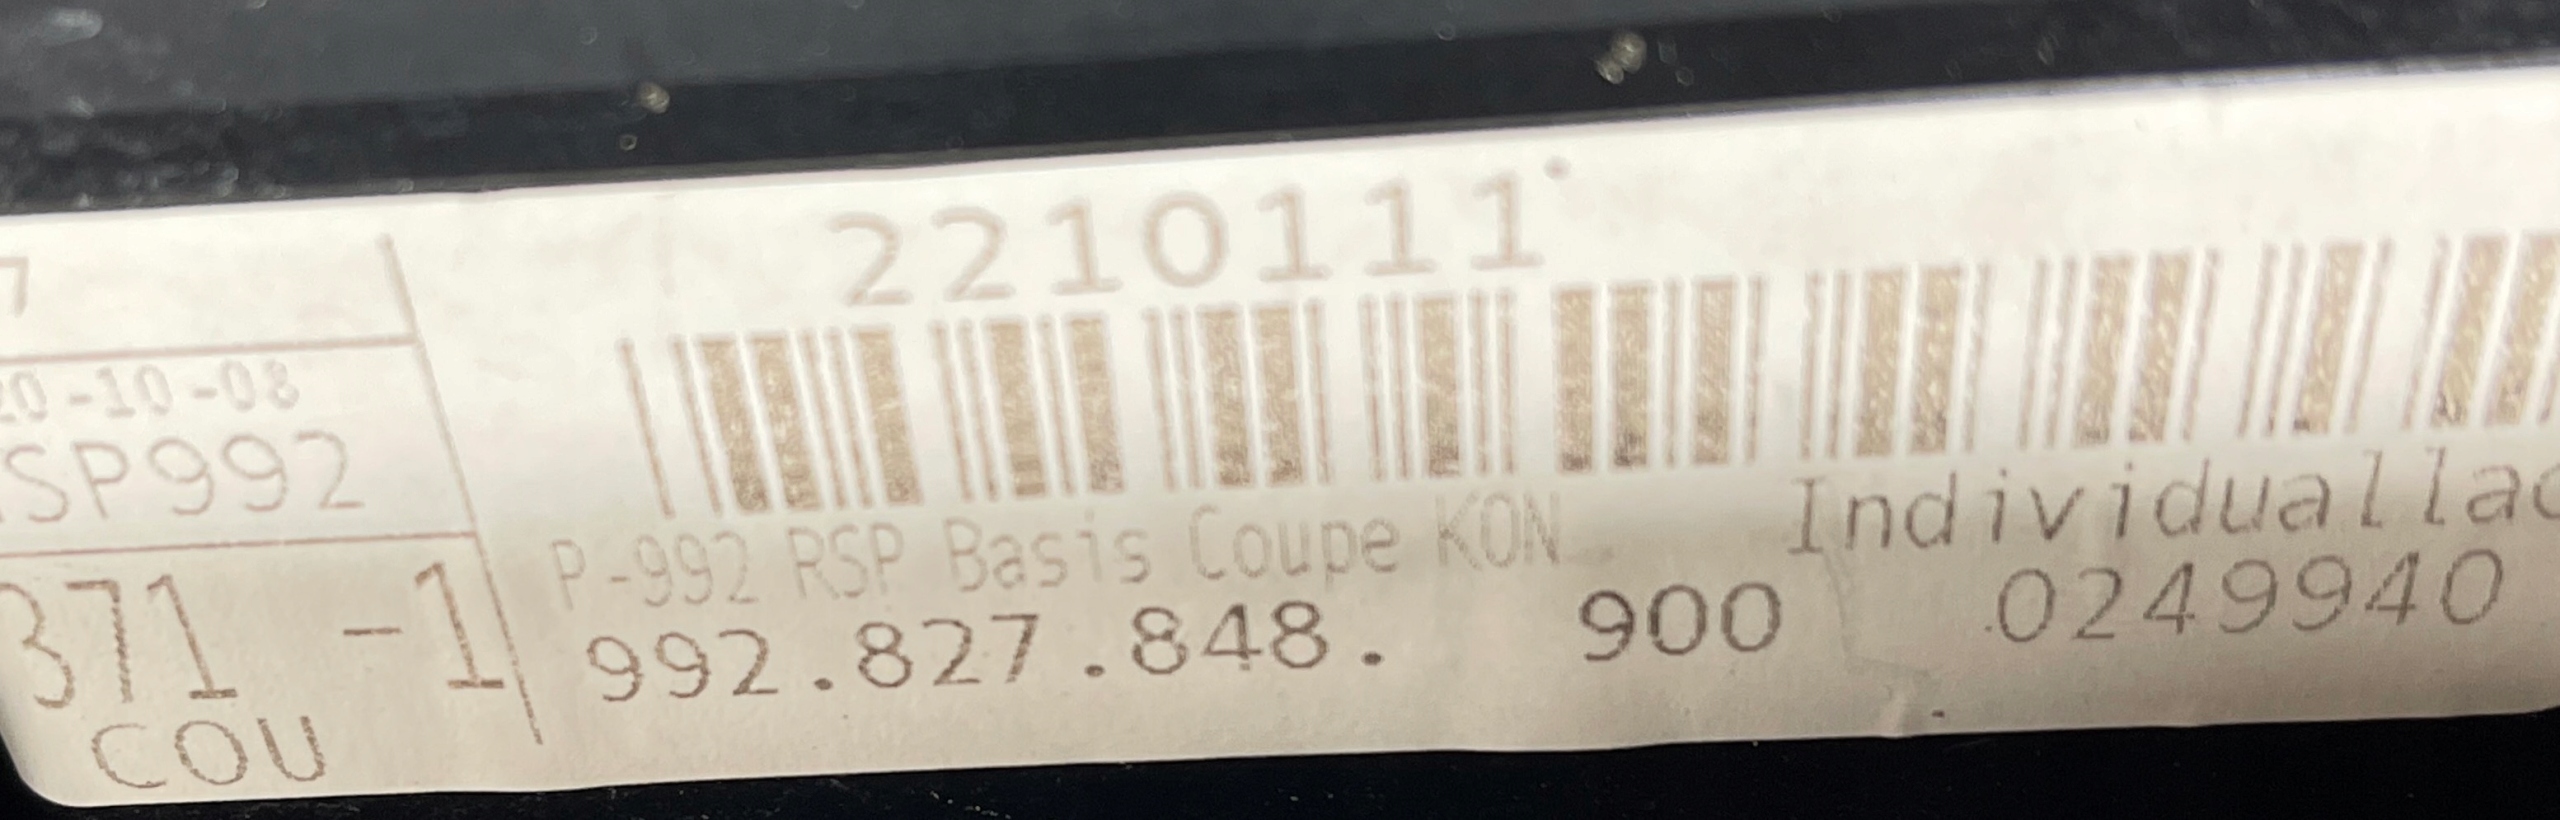 7
2210111
20-10-08
SP992
371 -1
COU
P-992 RSP Basis Coupe KON
992.827.848. 900
Individuallac
0249940